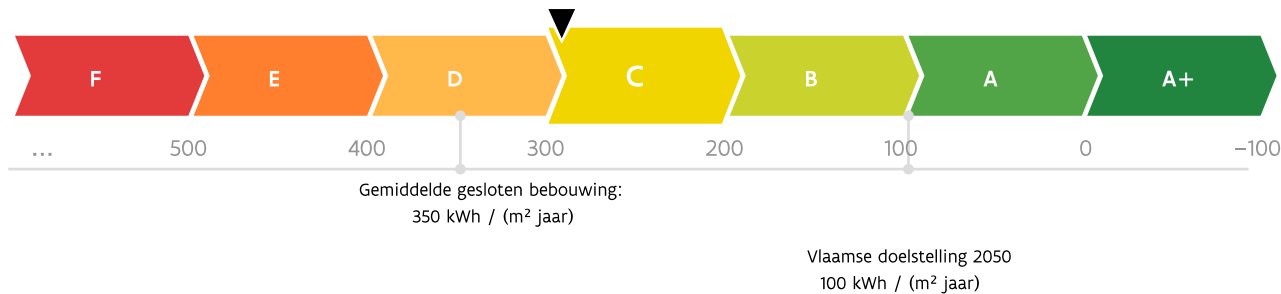 F E D C B A A+
... 500 400 300 200 100 0 −100
Gemiddelde gesloten bebouwing:
350 kWh / (m² jaar)
Vlaamse doelstelling 2050
100 kWh / (m² jaar)